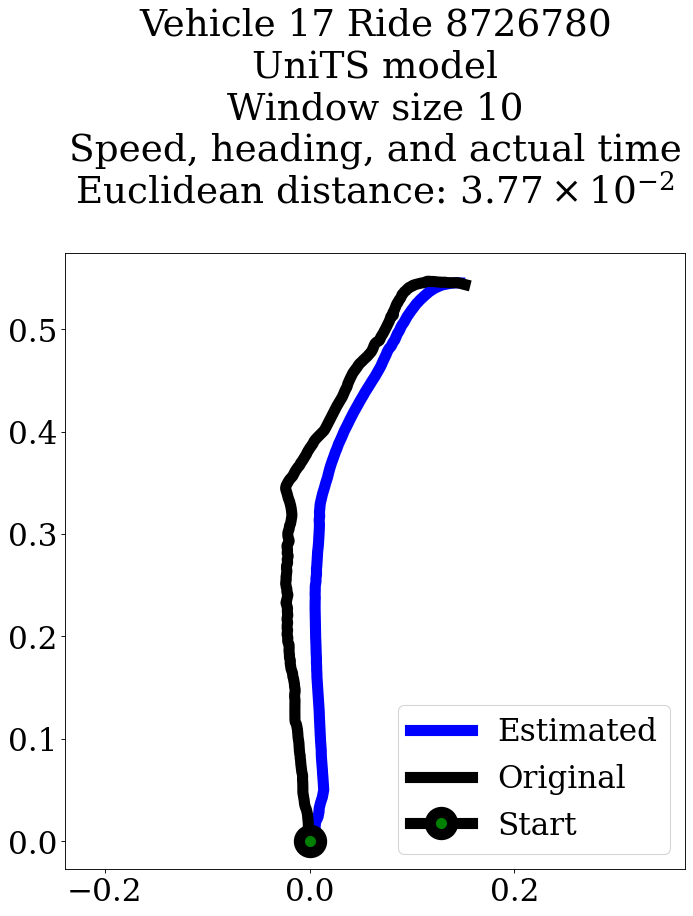 Vehicle 17 Ride 8726780
UniTS model
Window size 10
Speed, heading, and actual time
Euclidean distance: 3.77 × 10⁻²
0.5
0.4
0.3
0.2
0.1
0.0
−0.2
0.0
0.2
Estimated
Original
Start